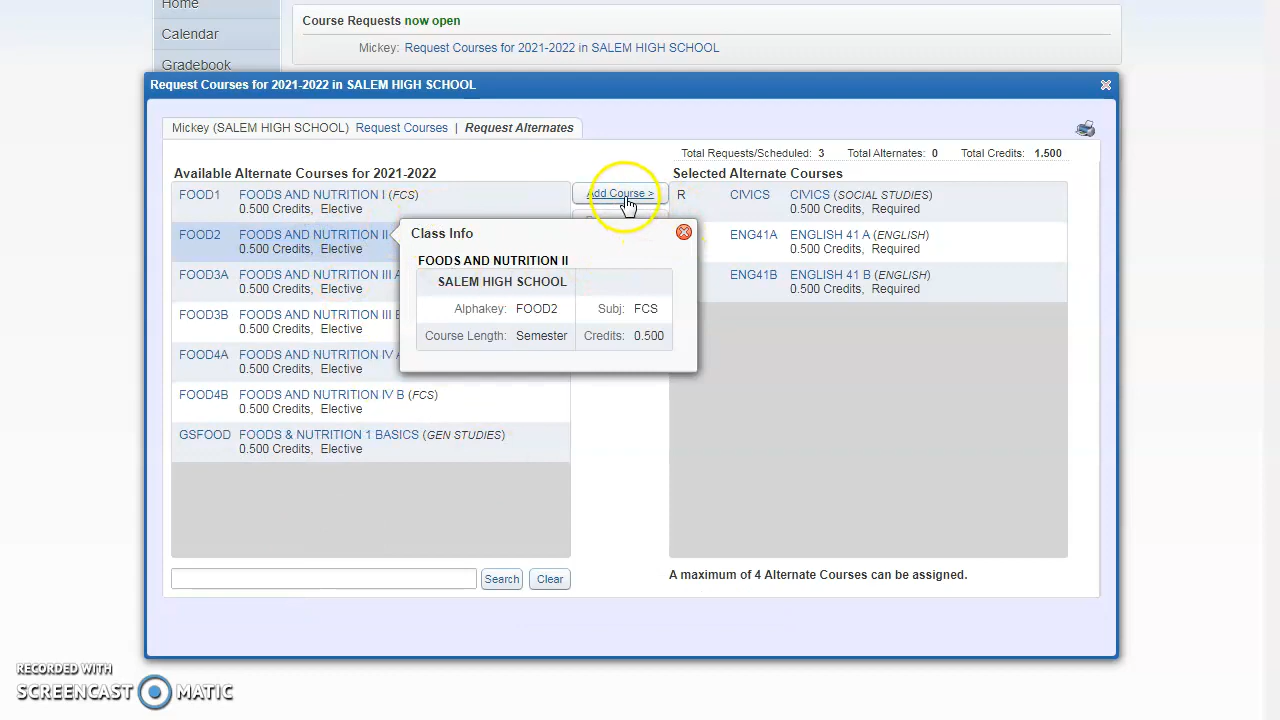 Home
Calendar
Gradebook
Course Requests now open
Mickey: Request Courses for 2021-2022 in SALEM HIGH SCHOOL
Request Courses for 2021-2022 in SALEM HIGH SCHOOL
Mickey (SALEM HIGH SCHOOL) Request Courses | Request Alternates
Total Requests/Scheduled: 3 Total Alternates: 0 Total Credits: 1.500
Available Alternate Courses for 2021-2022
FOOD1 FOODS AND NUTRITION I (FCS)
0.500 Credits, Elective
FOOD2 FOODS AND NUTRITION II
0.500 Credits, Elective
FOOD3A FOODS AND NUTRITION III A
0.500 Credits, Elective
FOOD3B FOODS AND NUTRITION III B
0.500 Credits, Elective
FOOD4A FOODS AND NUTRITION IV A
0.500 Credits, Elective
FOOD4B FOODS AND NUTRITION IV B (FCS)
0.500 Credits, Elective
GSFOOD FOODS & NUTRITION 1 BASICS (GEN STUDIES)
0.500 Credits, Elective
Search Clear
Add Course >
Class Info
FOODS AND NUTRITION II
SALEM HIGH SCHOOL
Alphakey: FOOD2 Subj: FCS
Course Length: Semester Credits: 0.500
Selected Alternate Courses
R CIVICS CIVICS (SOCIAL STUDIES)
0.500 Credits, Required
ENG41A ENGLISH 41 A (ENGLISH)
0.500 Credits, Required
ENG41B ENGLISH 41 B (ENGLISH)
0.500 Credits, Required
A maximum of 4 Alternate Courses can be assigned.
RECORDED WITH
SCREENCAST MATIC